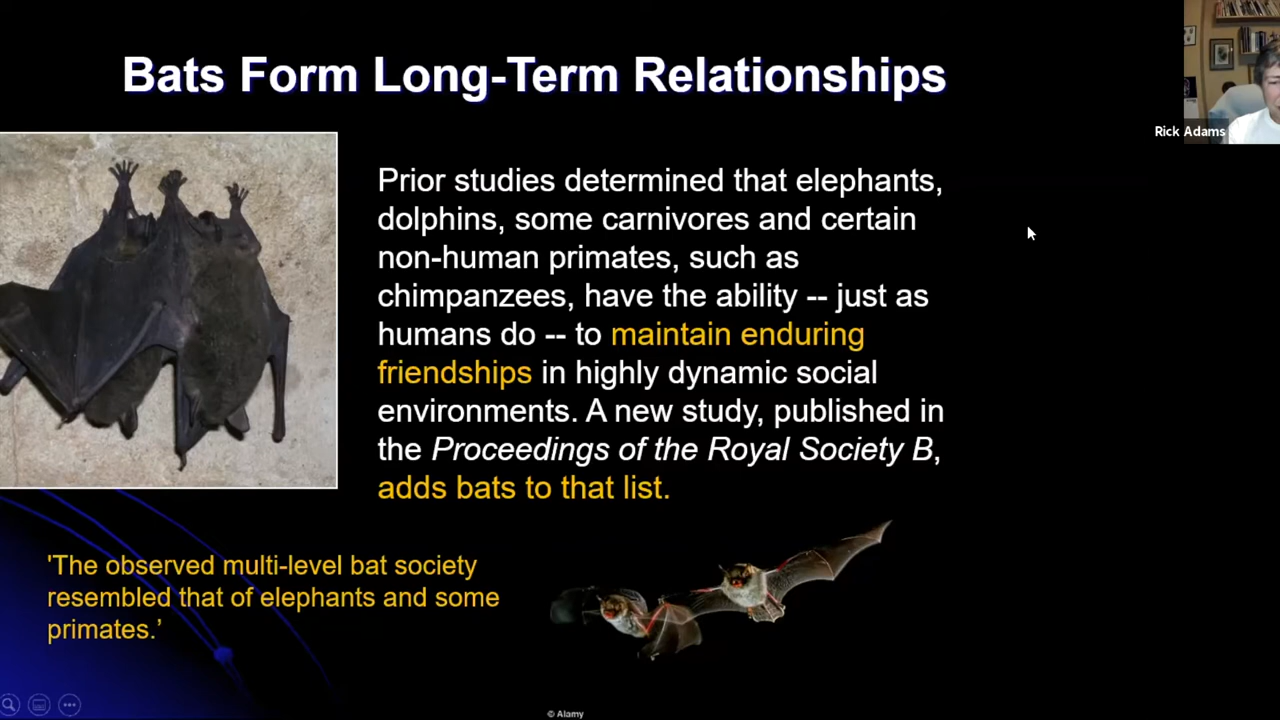 Bats Form Long-Term Relationships
Rick Adams
Prior studies determined that elephants,
dolphins, some carnivores and certain
non-human primates, such as
chimpanzees, have the ability -- just as
humans do -- to maintain enduring
friendships in highly dynamic social
environments. A new study, published in
the Proceedings of the Royal Society B,
adds bats to that list.
'The observed multi-level bat society
resembled that of elephants and some
primates.’
© Alamy